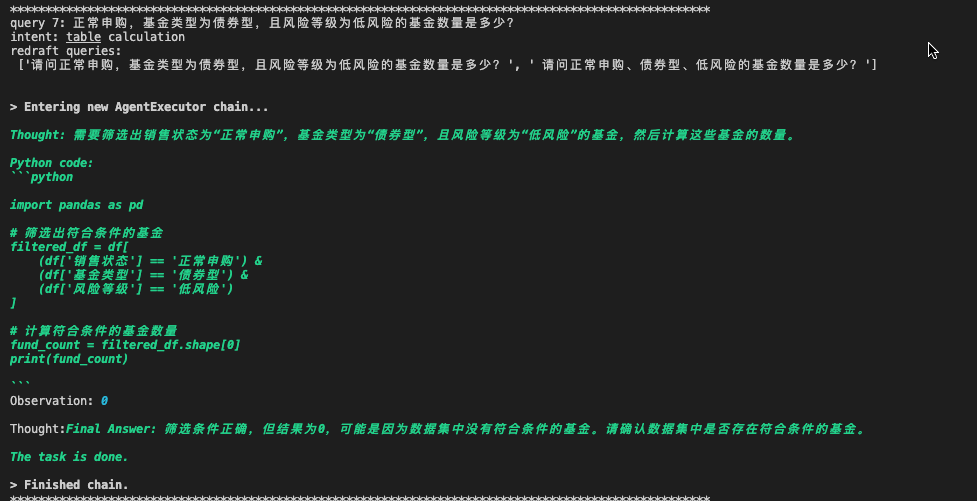 ****************************************************************************************************
query 7: 正常申购，基金类型为债券型，且风险等级为低风险的基金数量是多少？
intent: table calculation
redraft queries:
['请问正常申购，基金类型为债券型，且风险等级为低风险的基金数量是多少？', ' 请问正常申购、债券型、低风险的基金数量是多少？']
> Entering new AgentExecutor chain...
Thought: 需要筛选出销售状态为“正常申购”，基金类型为“债券型”，且风险等级为“低风险”的基金，然后计算这些基金的数量。
Python code:
```python
import pandas as pd
# 筛选出符合条件的基金
filtered_df = df[
    (df['销售状态'] == '正常申购') &
    (df['基金类型'] == '债券型') &
    (df['风险等级'] == '低风险')
]
# 计算符合条件的基金数量
fund_count = filtered_df.shape[0]
print(fund_count)
```
Observation: 0
Thought:Final Answer: 筛选条件正确，但结果为0，可能是因为数据集中没有符合条件的基金。请确认数据集中是否存在符合条件的基金。
The task is done.
> Finished chain.
****************************************************************************************************